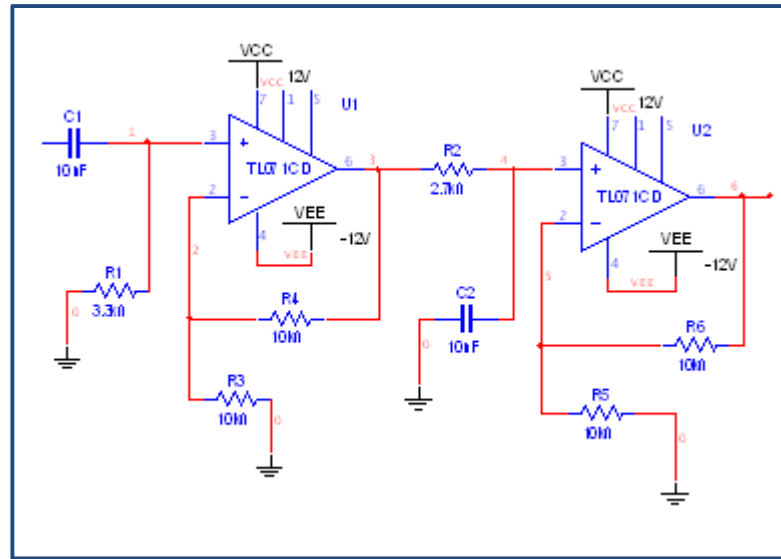 VCC
VCC
12V
7
1
5
U1
C1
10nF
1
3
+
TL071CD
6
3
2
−
4
VEE
-12V
VEE
2
R1
3.3kΩ
0
R4
10kΩ
R3
10kΩ
0
R2
2.7kΩ
4
C2
10nF
0
VCC
VCC
12V
7
1
5
U2
3
+
TL071CD
6
6
2
−
4
VEE
-12V
VEE
5
R6
10kΩ
R5
10kΩ
0